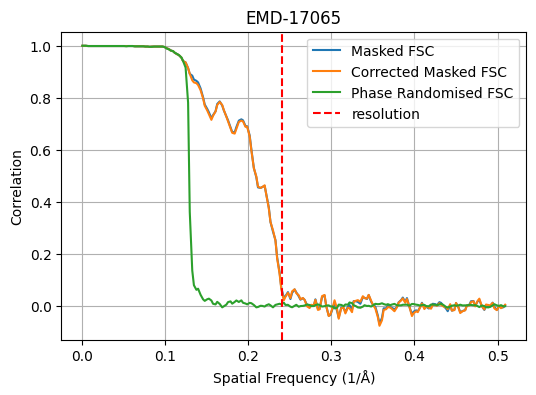 EMD-17065
Masked FSC
Corrected Masked FSC
Phase Randomised FSC
resolution
Correlation
1.0
0.8
0.6
0.4
0.2
0.0
0.0 0.1 0.2 0.3 0.4 0.5
Spatial Frequency (1/Å)